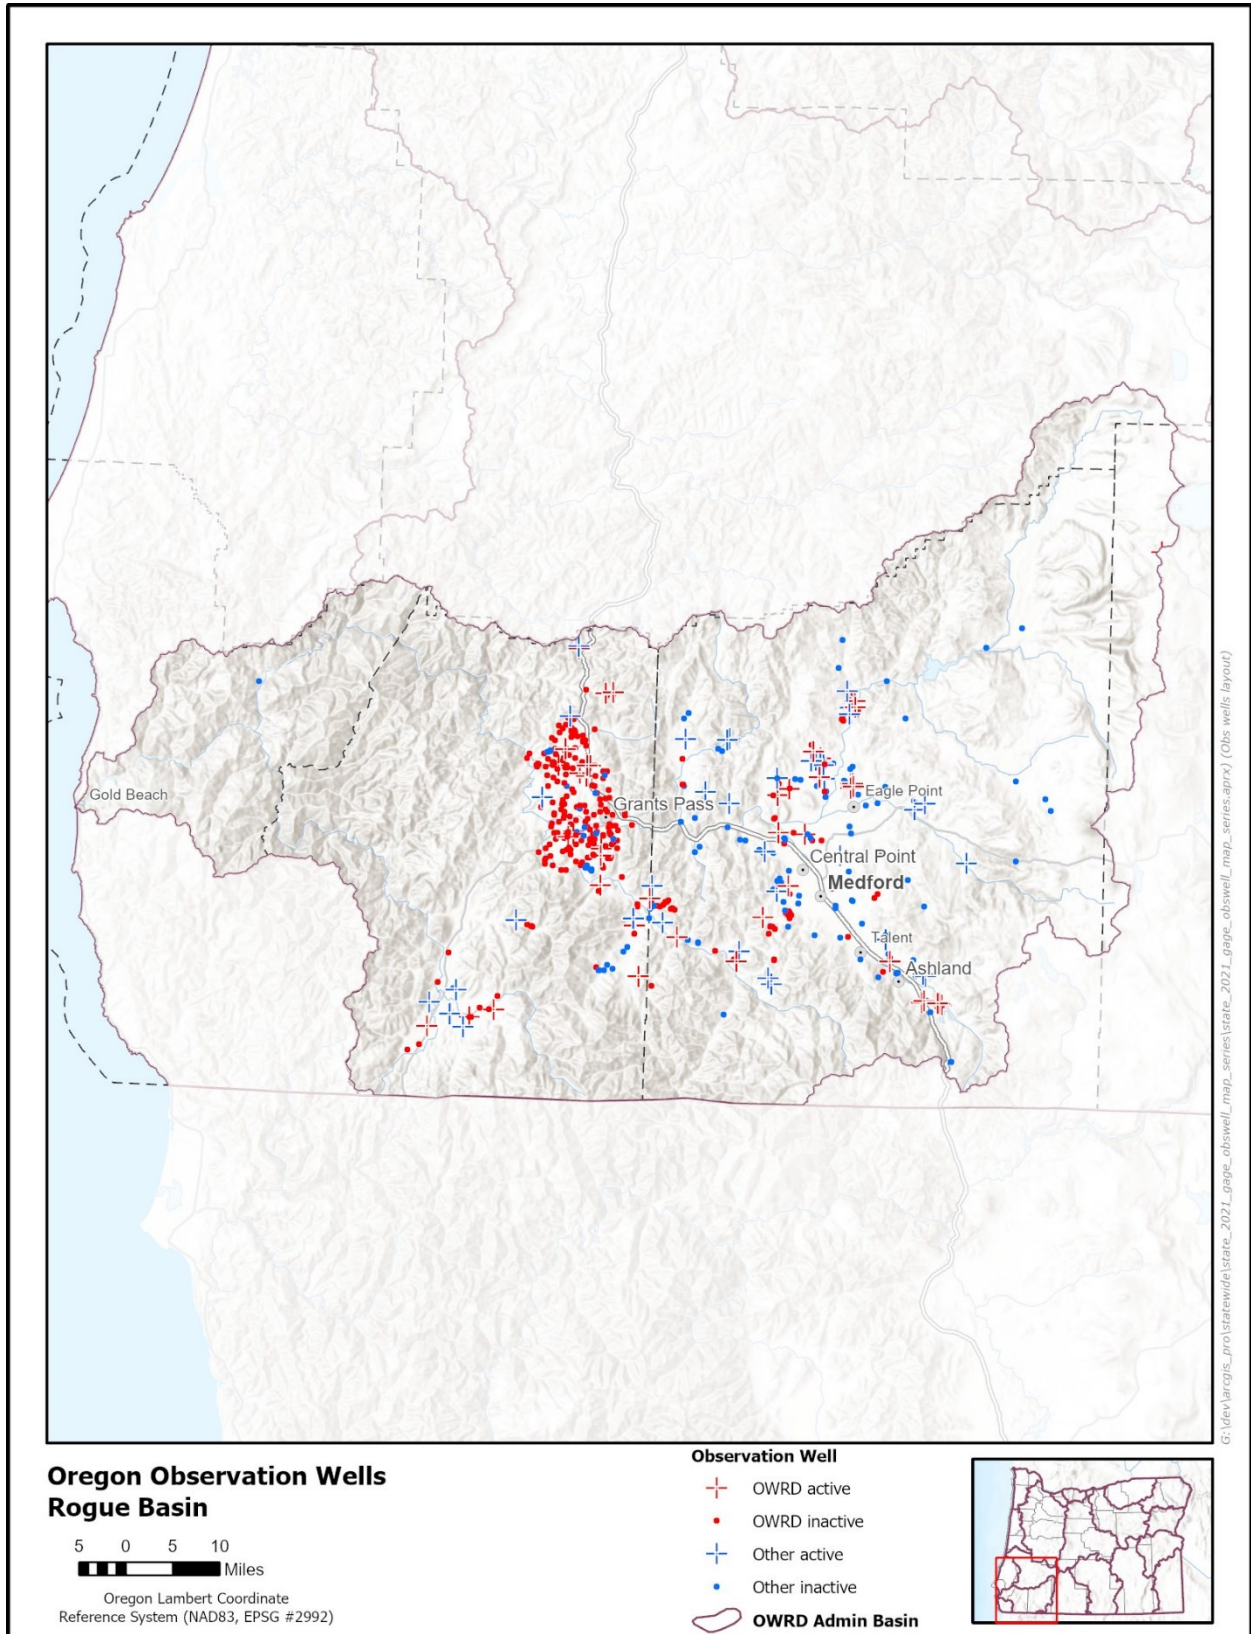 Gold Beach
Grants Pass
Eagle Point
Central Point
Medford
Talent
Ashland
G:\dev\arcgis_pro\statewide\state_2021_gage_obswell_map_series\state_2021_gage_obswell_map_series.aprx) (Obs wells layout)
Oregon Observation Wells
Rogue Basin
5 0 5 10
Miles
Oregon Lambert Coordinate
Reference System (NAD83, EPSG #2992)
Observation Well
OWRD active
OWRD inactive
Other active
Other inactive
OWRD Admin Basin